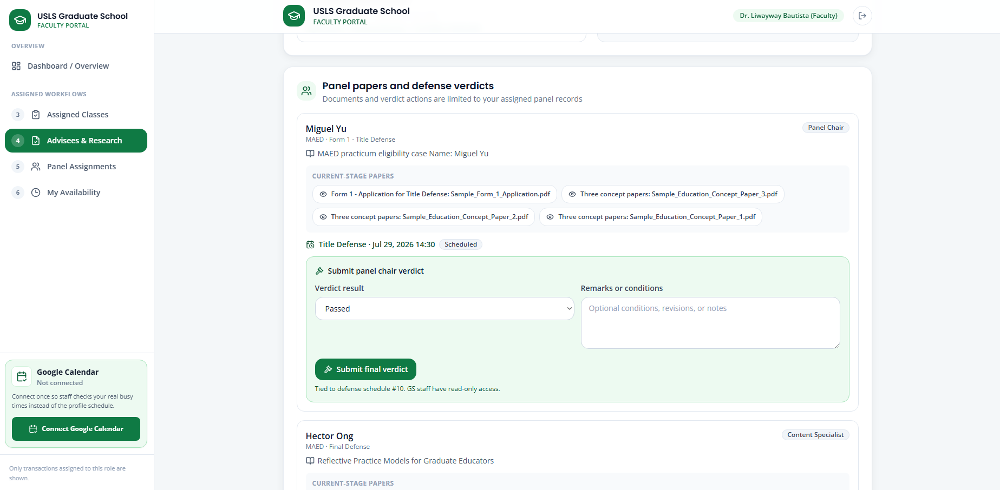 USLS Graduate School
FACULTY PORTAL
OVERVIEW
Dashboard / Overview
ASSIGNED WORKFLOWS
3 Assigned Classes
4 Advisees & Research
5 Panel Assignments
6 My Availability
Google Calendar
Not connected
Connect once so staff checks your real busy
times instead of the profile schedule.
Connect Google Calendar
Only transactions assigned to this role are
shown.
USLS Graduate School
FACULTY PORTAL
Dr. Liwayway Bautista (Faculty)
Panel papers and defense verdicts
Documents and verdict actions are limited to your assigned panel records
Miguel Yu
Panel Chair
MAED · Form 1 - Title Defense
MAED practicum eligibility case Name: Miguel Yu
CURRENT-STAGE PAPERS
Form 1 - Application for Title Defense: Sample_Form_1_Application.pdf
Three concept papers: Sample_Education_Concept_Paper_3.pdf
Three concept papers: Sample_Education_Concept_Paper_2.pdf
Three concept papers: Sample_Education_Concept_Paper_1.pdf
Title Defense · Jul 29, 2026 14:30 Scheduled
Submit panel chair verdict
Verdict result
Passed
Remarks or conditions
Optional conditions, revisions, or notes
Submit final verdict
Tied to defense schedule #10. GS staff have read-only access.
Hector Ong
Content Specialist
MAED · Final Defense
Reflective Practice Models for Graduate Educators
CURRENT-STAGE PAPERS